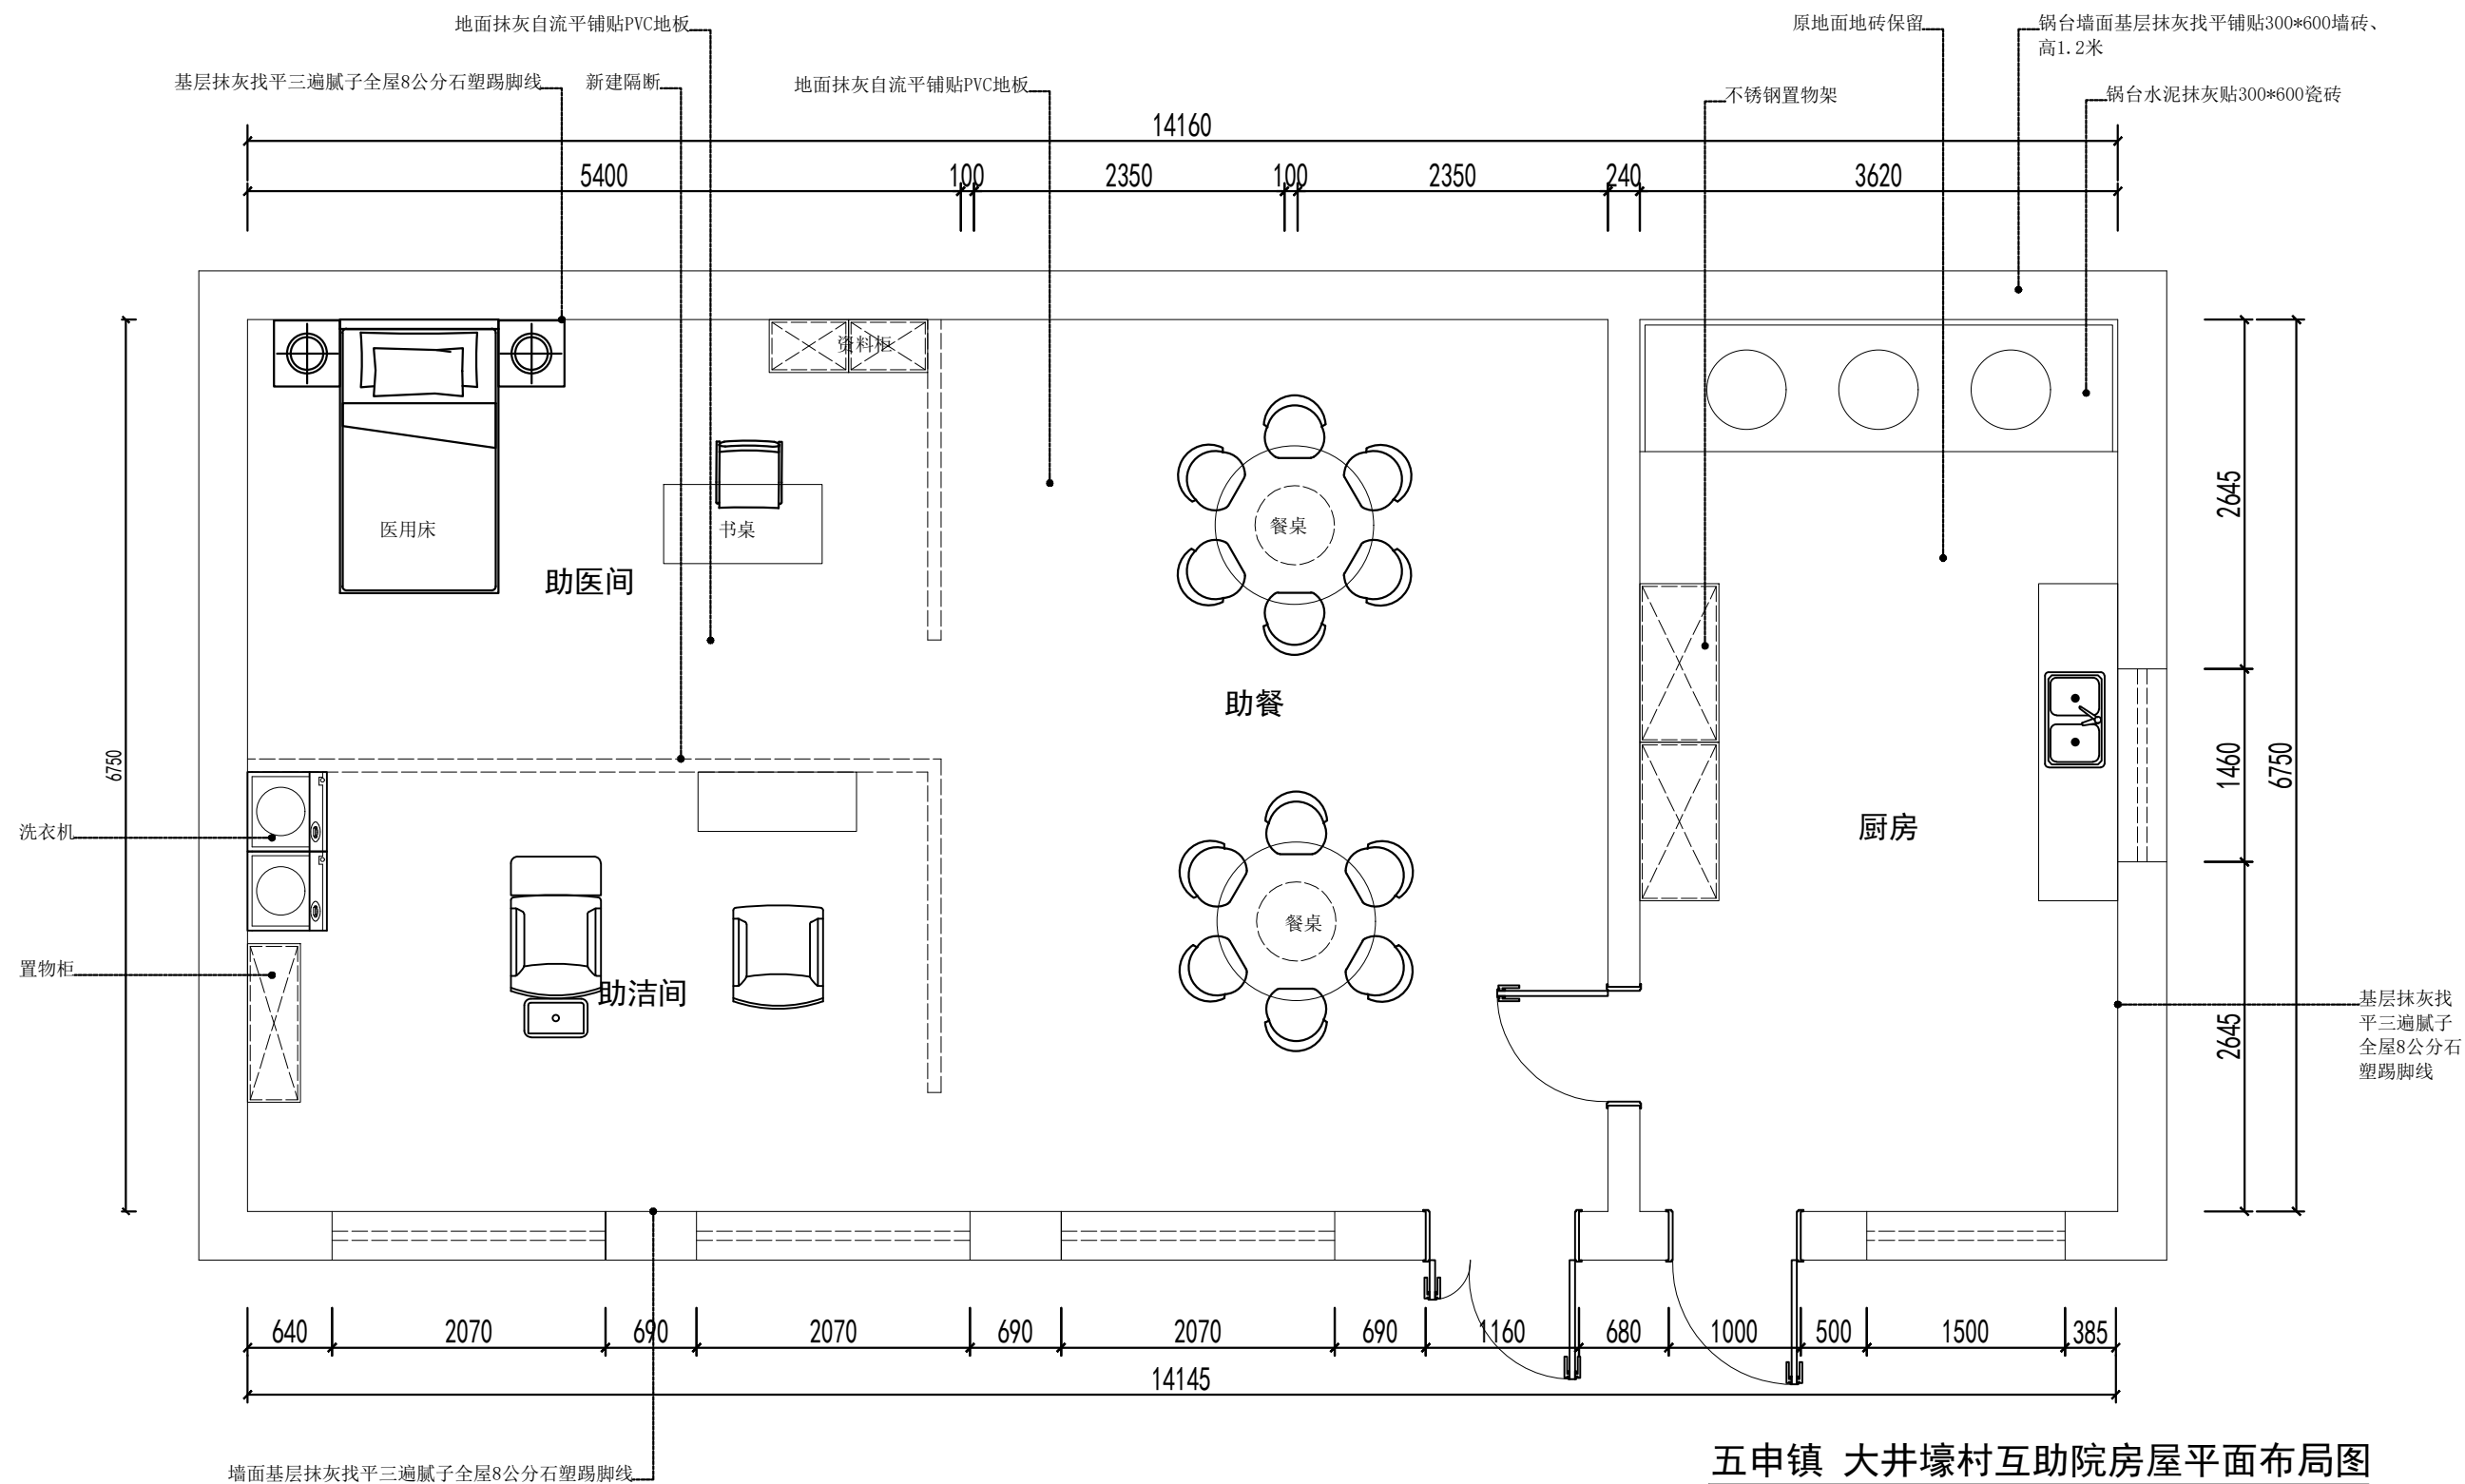 地面抹灰自流平铺贴PVC地板
原地面地砖保留
锅台墙面基层抹灰找平铺贴300*600墙砖、
高1.2米
基层抹灰找平三遍腻子全屋8公分石塑踢脚线
新建隔断
地面抹灰自流平铺贴PVC地板
不锈钢置物架
锅台水泥抹灰贴300*600瓷砖
14160
5400
100
2350
100
2350
240
3620
资料柜
医用床
书桌
餐桌
助医间
助餐
2645
1460
6750
6750
洗衣机
厨房
餐桌
置物柜
助洁间
2645
基层抹灰找
平三遍腻子
全屋8公分石
塑踢脚线
640
2070
690
2070
690
2070
690
1160
680
1000
500
1500
385
14145
墙面基层抹灰找平三遍腻子全屋8公分石塑踢脚线
五申镇 大井壕村互助院房屋平面布局图